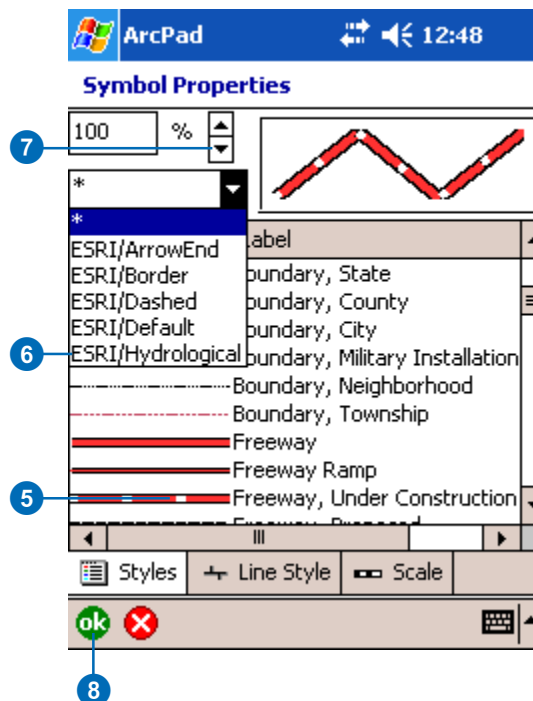 ArcPad 12:48
Symbol Properties
100 %
7
*
*
ESRI/ArrowEnd
ESRI/Border
ESRI/Dashed
ESRI/Default
ESRI/Hydrological
6
abel
oundary, State
oundary, County
oundary, City
oundary, Military Installation
Boundary, Neighborhood
Boundary, Township
Freeway
Freeway Ramp
5
Freeway, Under Construction
Freeway, Proposed
Styles Line Style Scale
ok
8